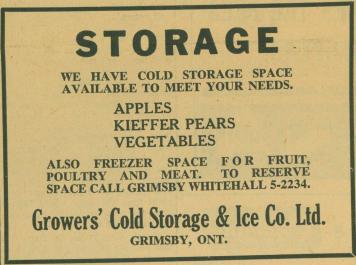 STORAGE
WE HAVE COLD STORAGE SPACE
AVAILABLE TO MEET YOUR NEEDS.
APPLES
KIEFFER PEARS
VEGETABLES
ALSO FREEZER SPACE FOR FRUIT,
POULTRY AND MEAT. TO RESERVE
SPACE CALL GRIMSBY WHITEHALL 5-2234.
Growers' Cold Storage & Ice Co. Ltd.
GRIMSBY, ONT.